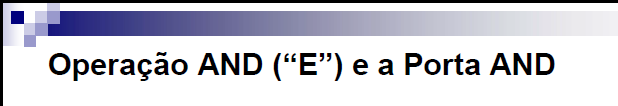 Operação AND (“E”) e a Porta AND